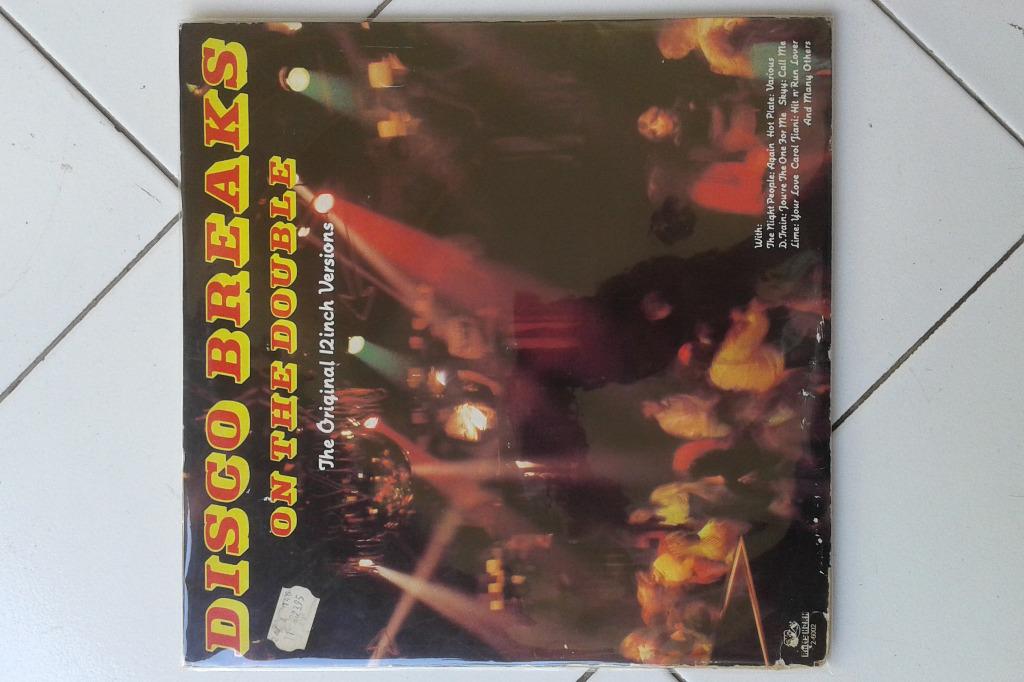 DISCO BREAKS
ON THE DOUBLE
The Original 12inch Versions
With:
The Night People: Again Hot Plate: Various
D. Train: You're The One For Me Skyy: Call Me
Lime: Your Love Carol Jiani: Hit n' Run Lover
And Many Others
2-6002